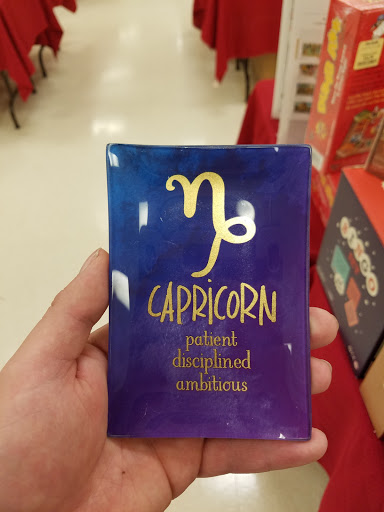 CAPRICORN
patient
disciplined
ambitious